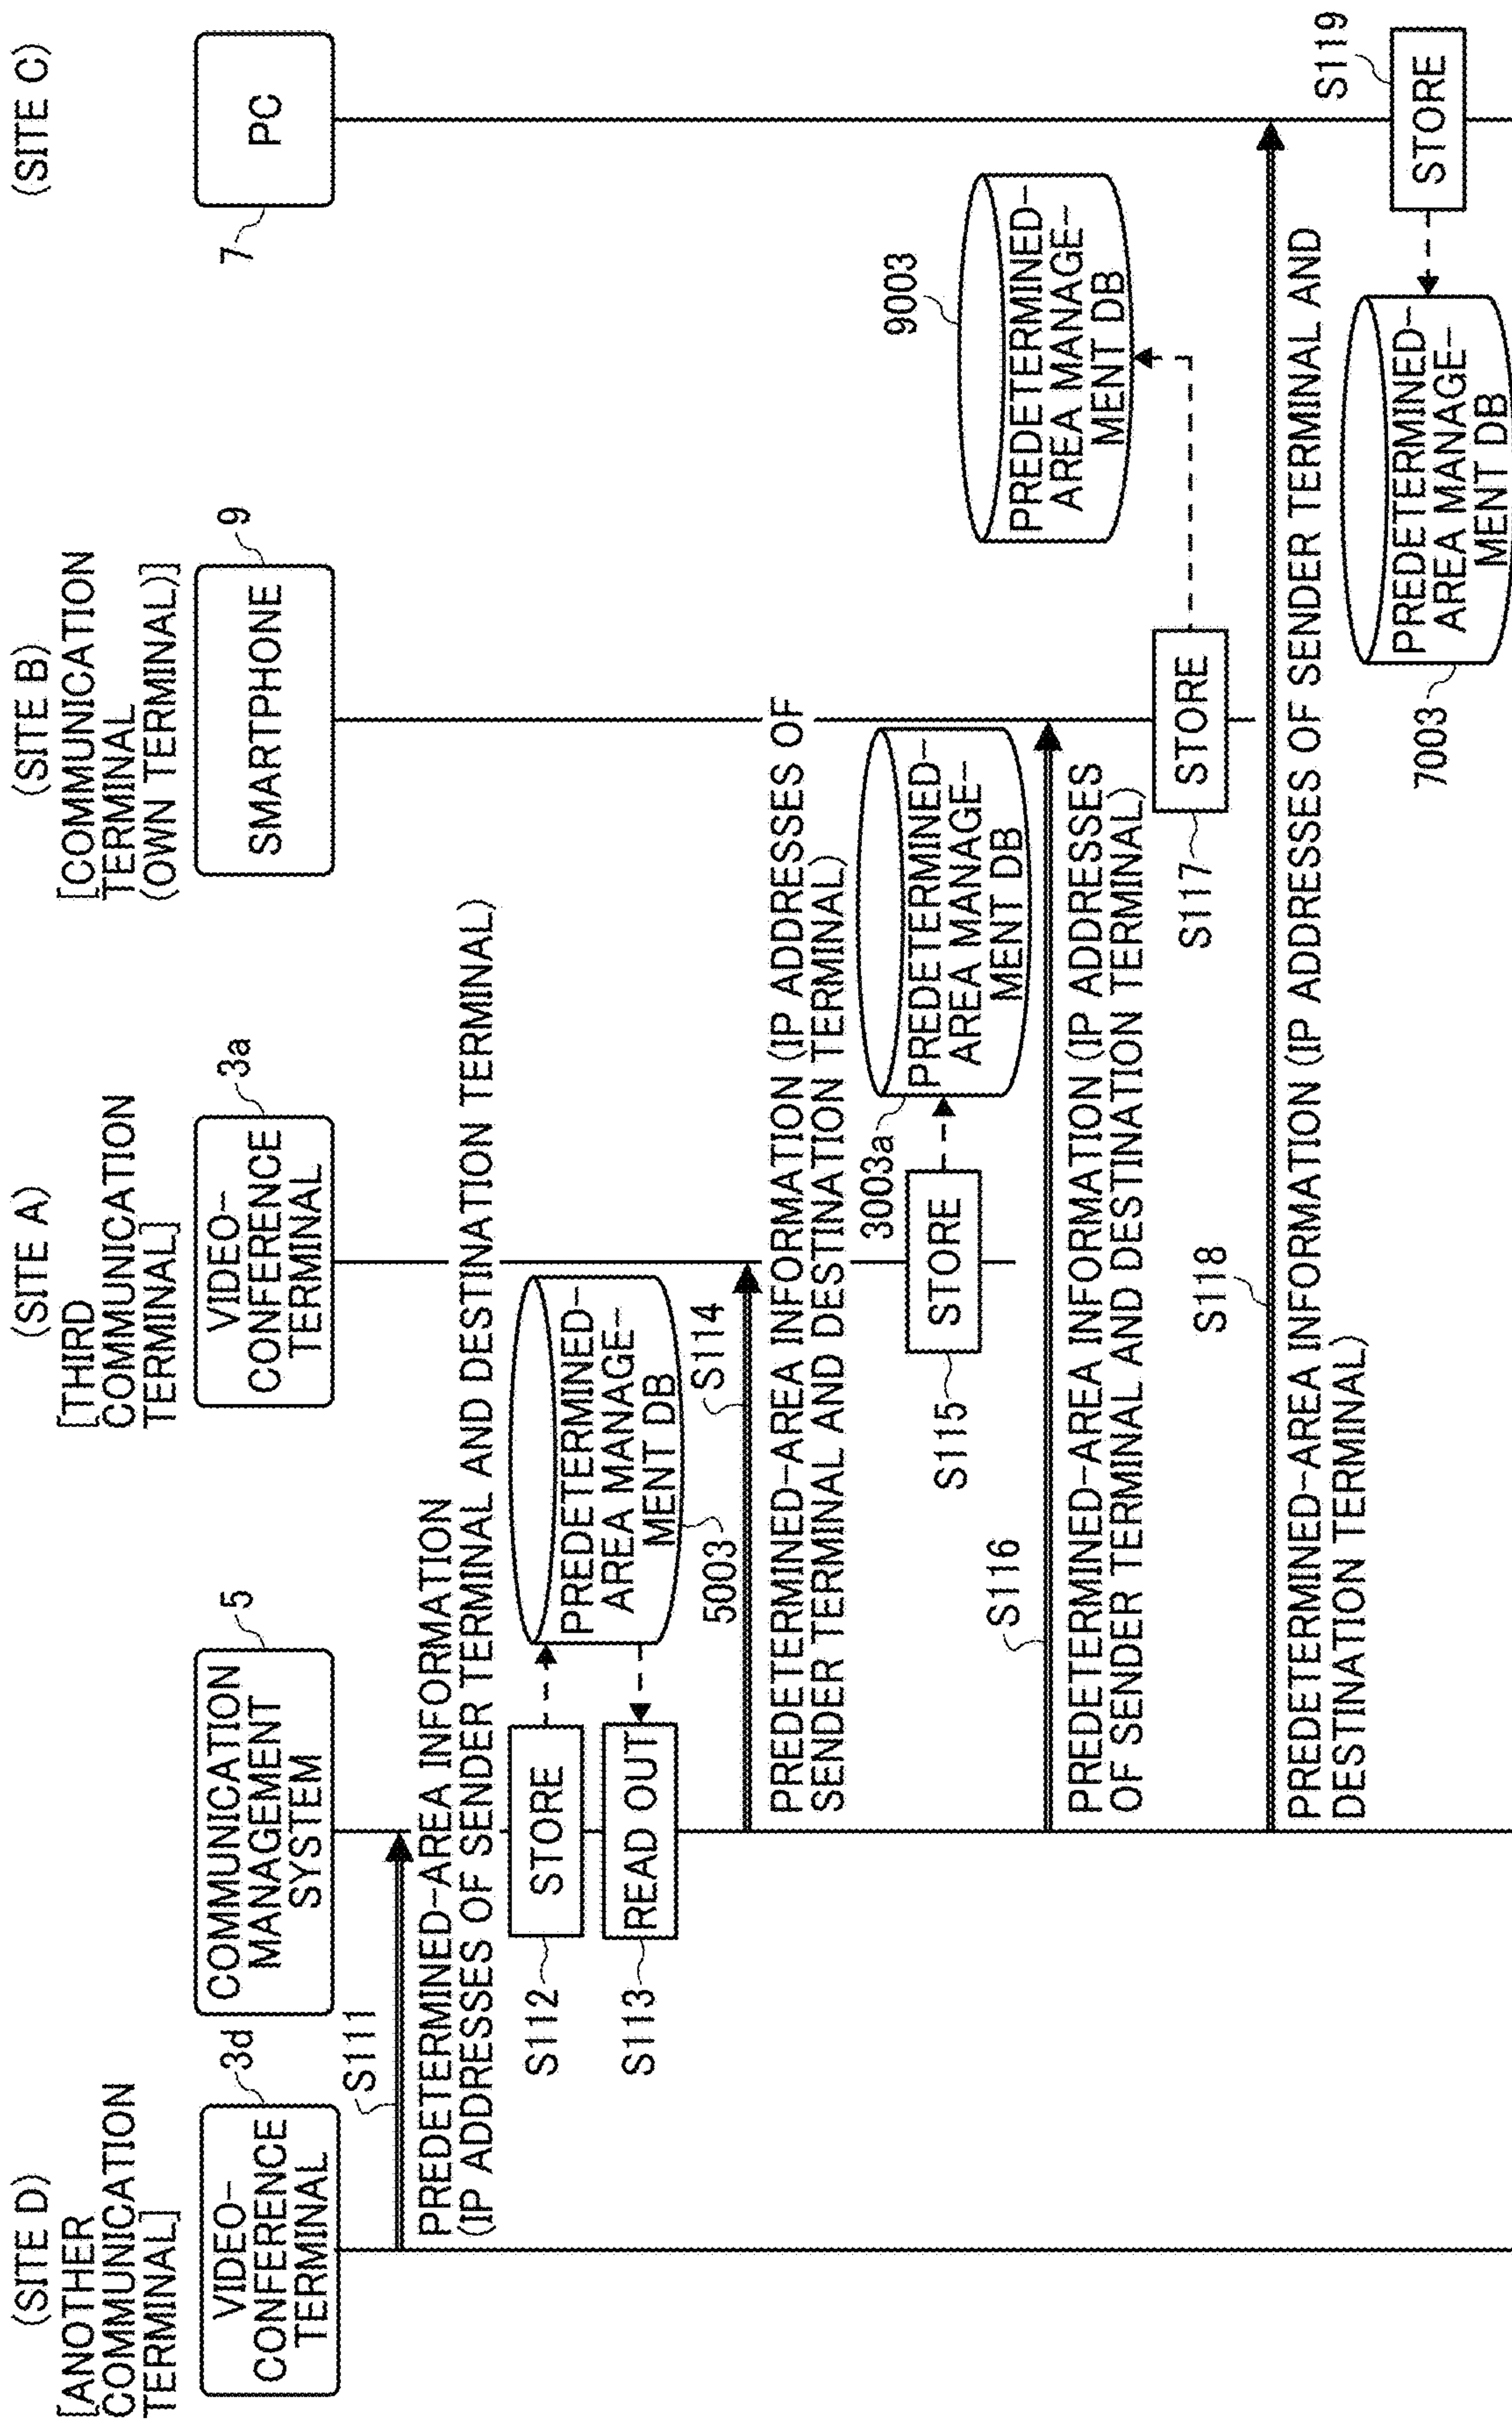 (SITE D)
[ANOTHER
COMMUNICATION
TERMINAL]
VIDEO-
CONFERENCE
TERMINAL
3d
COMMUNICATION
MANAGEMENT
SYSTEM
5
(SITE A)
[THIRD
COMMUNICATION
TERMINAL]
VIDEO-
CONFERENCE
TERMINAL
3a
(SITE B)
[COMMUNICATION
TERMINAL
(OWN TERMINAL)]
SMARTPHONE
9
(SITE C)
PC
7
S111
PREDETERMINED-AREA INFORMATION
(IP ADDRESSES OF SENDER TERMINAL AND DESTINATION TERMINAL)
S112
STORE
PREDETERMINED-
AREA MANAGE-
MENT DB
5003
S113
READ OUT
S114
PREDETERMINED-AREA INFORMATION (IP ADDRESSES OF
SENDER TERMINAL AND DESTINATION TERMINAL)
S115
STORE
3003a
PREDETERMINED-
AREA MANAGE-
MENT DB
S116
PREDETERMINED-AREA INFORMATION (IP ADDRESSES
OF SENDER TERMINAL AND DESTINATION TERMINAL)
S117
STORE
9003
PREDETERMINED-
AREA MANAGE-
MENT DB
S118
PREDETERMINED-AREA INFORMATION (IP ADDRESSES OF SENDER TERMINAL AND
DESTINATION TERMINAL)
7003
PREDETERMINED-
AREA MANAGE-
MENT DB
STORE
S119